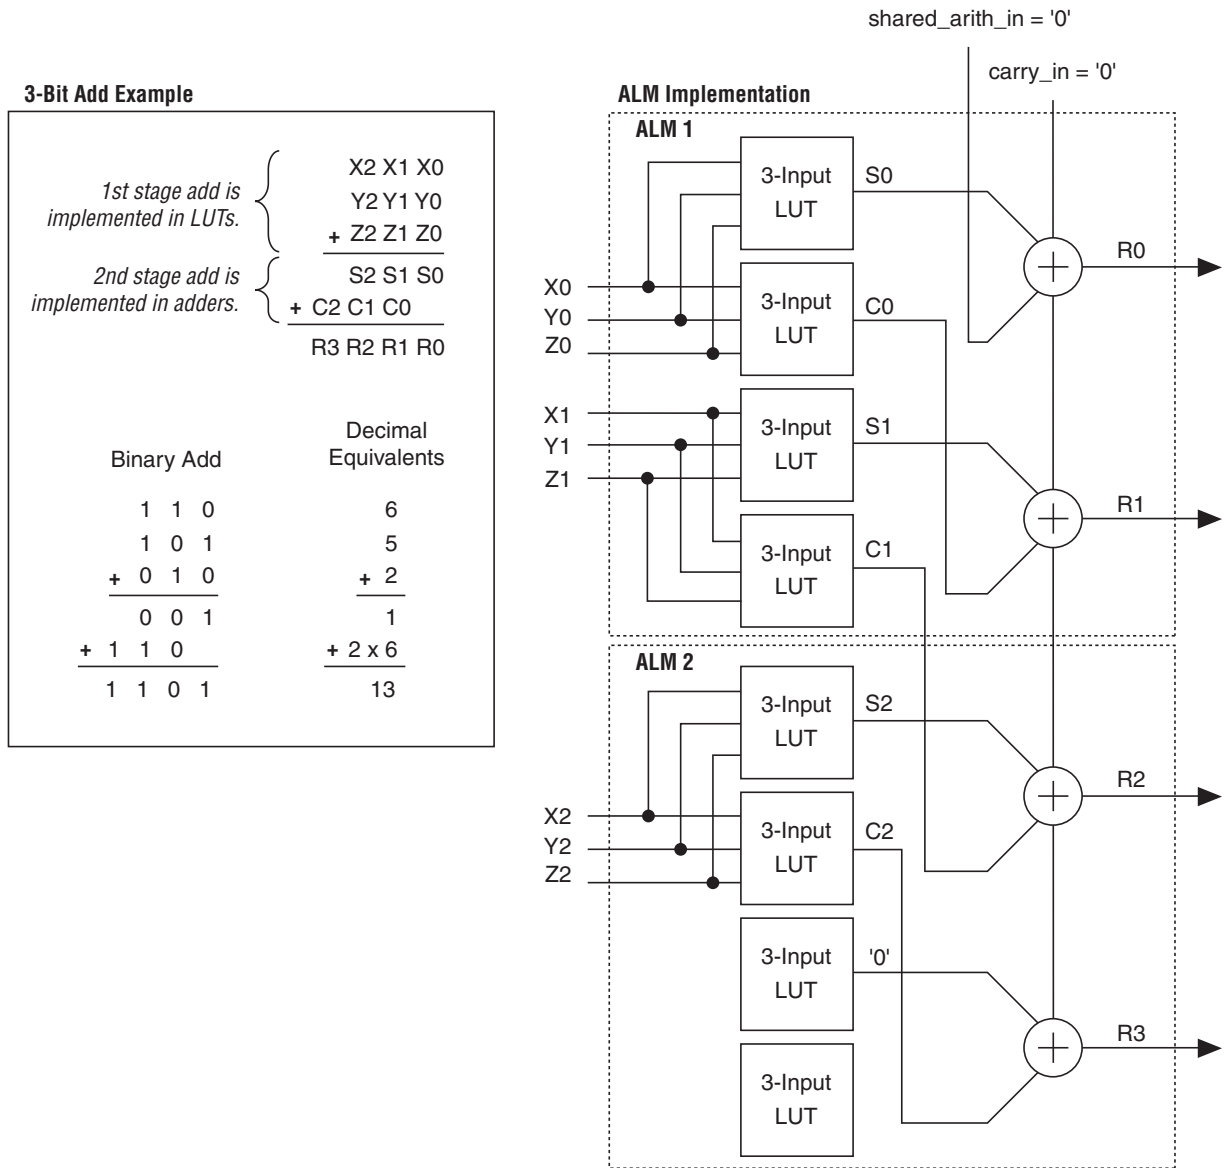 shared_arith_in = '0'
carry_in = '0'
3-Bit Add Example
1st stage add is
implemented in LUTs.
2nd stage add is
implemented in adders.
X2 X1 X0
Y2 Y1 Y0
+ Z2 Z1 Z0
S2 S1 S0
+ C2 C1 C0
R3 R2 R1 R0
Binary Add
1 1 0
1 0 1
+ 0 1 0
0 0 1
+ 1 1 0
1 1 0 1
Decimal
Equivalents
6
5
+ 2
1
+ 2 x 6
13
ALM Implementation
ALM 1
X0
Y0
Z0
X1
Y1
Z1
3-Input
LUT
S0
3-Input
LUT
C0
3-Input
LUT
S1
3-Input
LUT
C1
R0
R1
ALM 2
X2
Y2
Z2
3-Input
LUT
S2
3-Input
LUT
C2
3-Input
LUT
'0'
3-Input
LUT
R2
R3